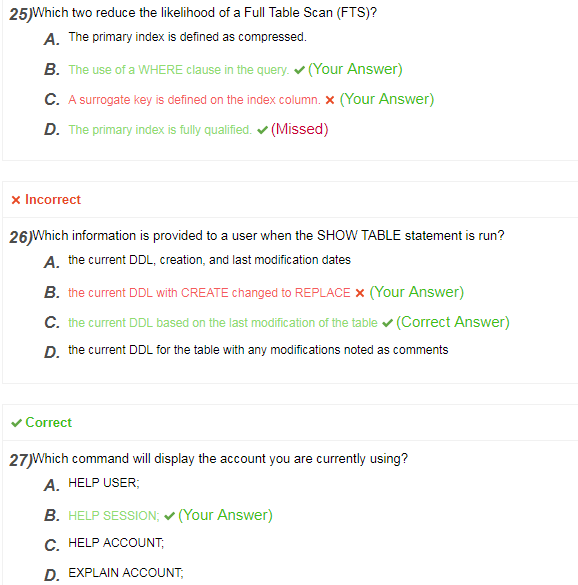 25)Which two reduce the likelihood of a Full Table Scan (FTS)?
A. The primary index is defined as compressed.
B. The use of a WHERE clause in the query. ✔ (Your Answer)
C. A surrogate key is defined on the index column. ✖ (Your Answer)
D. The primary index is fully qualified. ✔ (Missed)
✖ Incorrect
26)Which information is provided to a user when the SHOW TABLE statement is run?
A. the current DDL, creation, and last modification dates
B. the current DDL with CREATE changed to REPLACE ✖ (Your Answer)
C. the current DDL based on the last modification of the table ✔ (Correct Answer)
D. the current DDL for the table with any modifications noted as comments
✔ Correct
27)Which command will display the account you are currently using?
A. HELP USER;
B. HELP SESSION; ✔ (Your Answer)
C. HELP ACCOUNT;
D. EXPLAIN ACCOUNT;